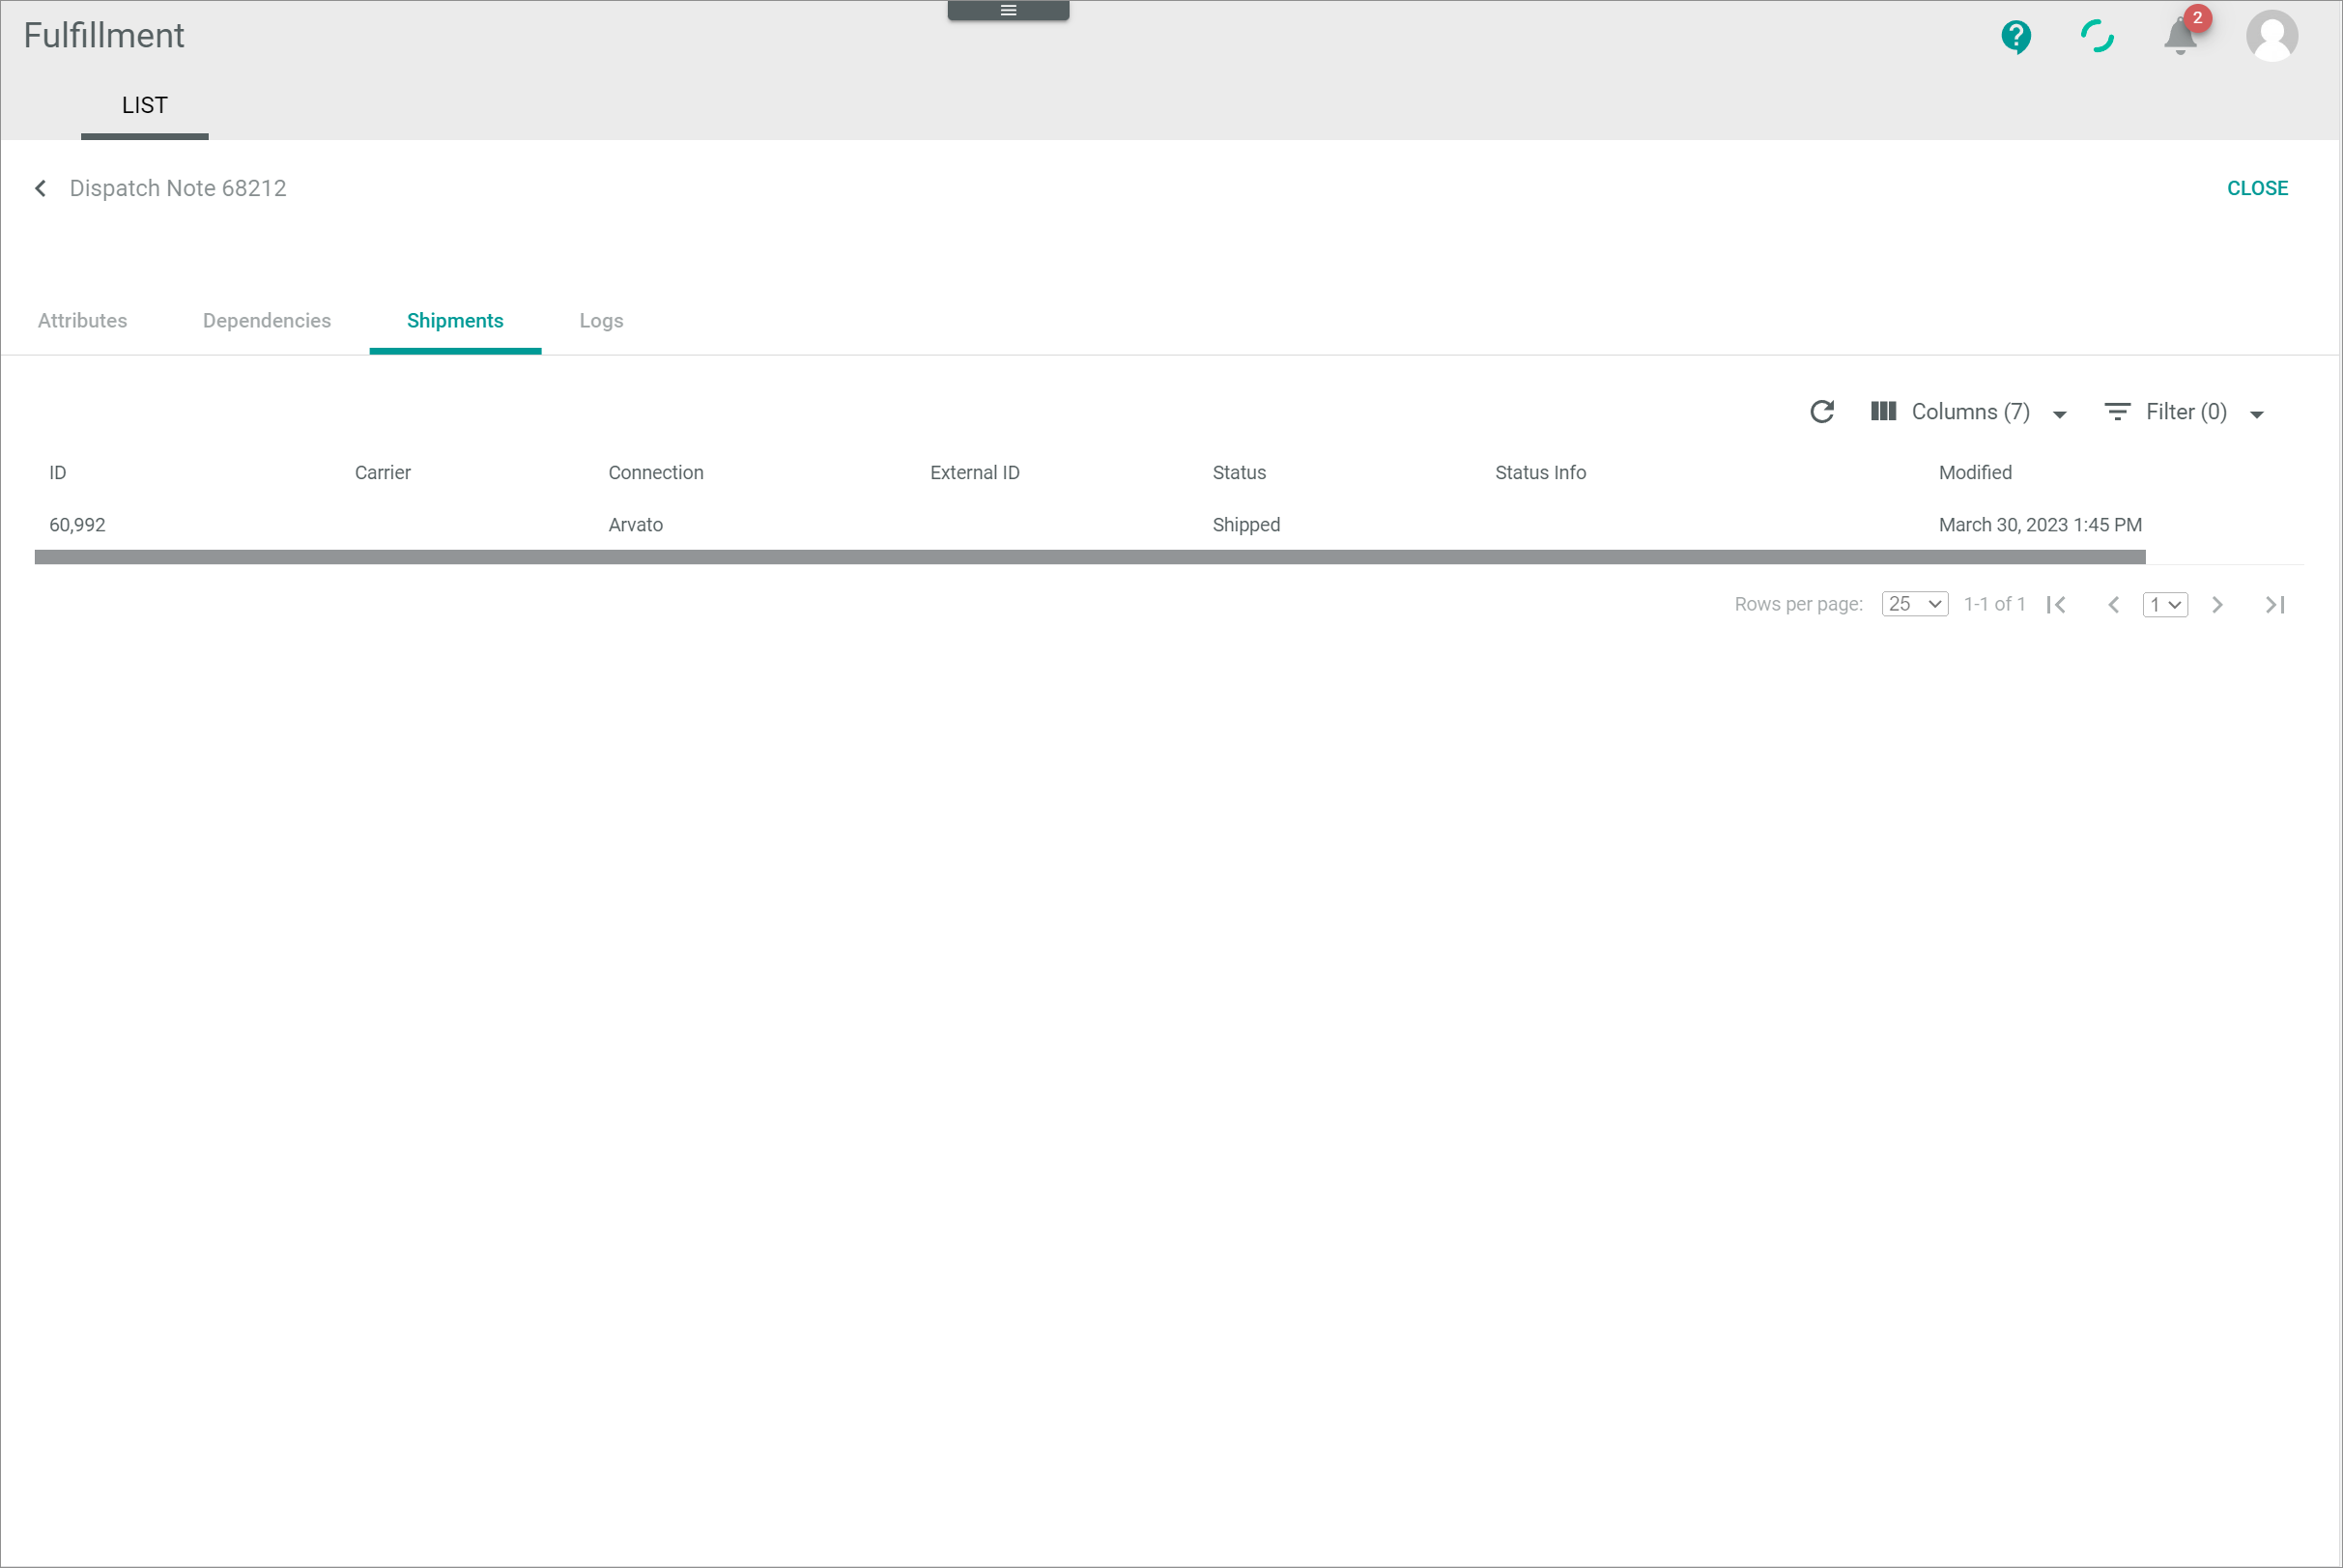 Fulfillment
2
LIST
Dispatch Note 68212
CLOSE
Attributes Dependencies Shipments Logs
Columns (7) Filter (0)
ID Carrier Connection External ID Status Status Info Modified
60,992 Arvato Shipped March 30, 2023 1:45 PM
Rows per page: 25 1-1 of 1 1